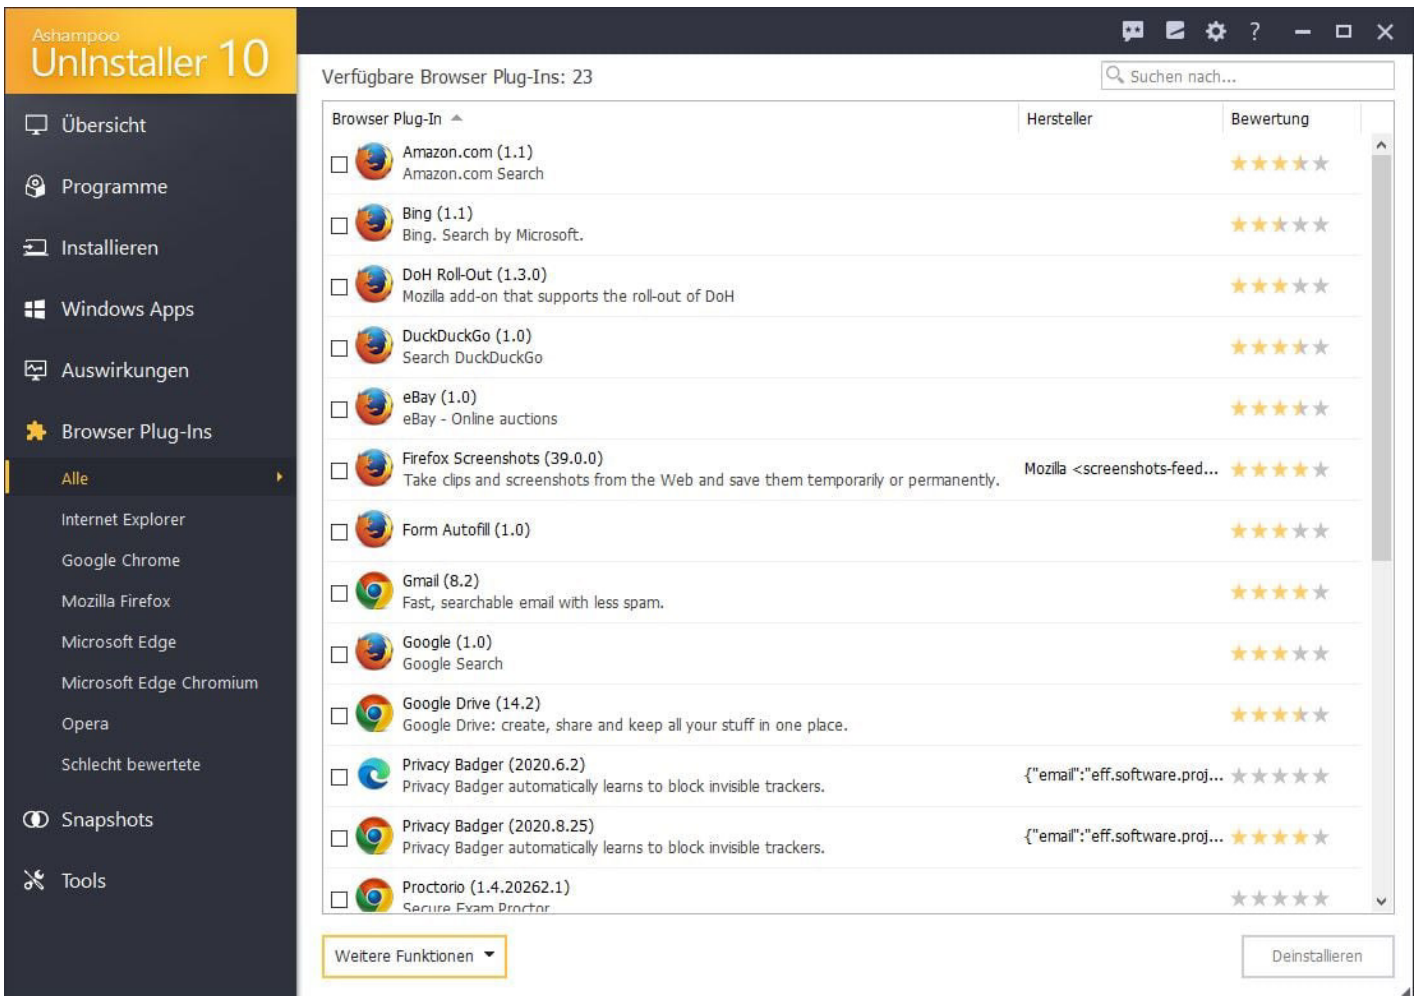 Ashampoo
UnInstaller 10
Übersicht
Programme
Installieren
Windows Apps
Auswirkungen
Browser Plug-Ins
Alle
Internet Explorer
Google Chrome
Mozilla Firefox
Microsoft Edge
Microsoft Edge Chromium
Opera
Schlecht bewertete
Snapshots
Tools
?
Verfügbare Browser Plug-Ins: 23
Suchen nach...
Browser Plug-In Hersteller Bewertung
Amazon.com (1.1)
Amazon.com Search
Bing (1.1)
Bing. Search by Microsoft.
DoH Roll-Out (1.3.0)
Mozilla add-on that supports the roll-out of DoH
DuckDuckGo (1.0)
Search DuckDuckGo
eBay (1.0)
eBay - Online auctions
Firefox Screenshots (39.0.0)
Take clips and screenshots from the Web and save them temporarily or permanently.
Mozilla <screenshots-feed...
Form Autofill (1.0)
Gmail (8.2)
Fast, searchable email with less spam.
Google (1.0)
Google Search
Google Drive (14.2)
Google Drive: create, share and keep all your stuff in one place.
Privacy Badger (2020.6.2)
Privacy Badger automatically learns to block invisible trackers.
{"email":"eff.software.proj...
Privacy Badger (2020.8.25)
Privacy Badger automatically learns to block invisible trackers.
{"email":"eff.software.proj...
Proctorio (1.4.20262.1)
Secure Exam Proctor
Weitere Funktionen
Deinstallieren